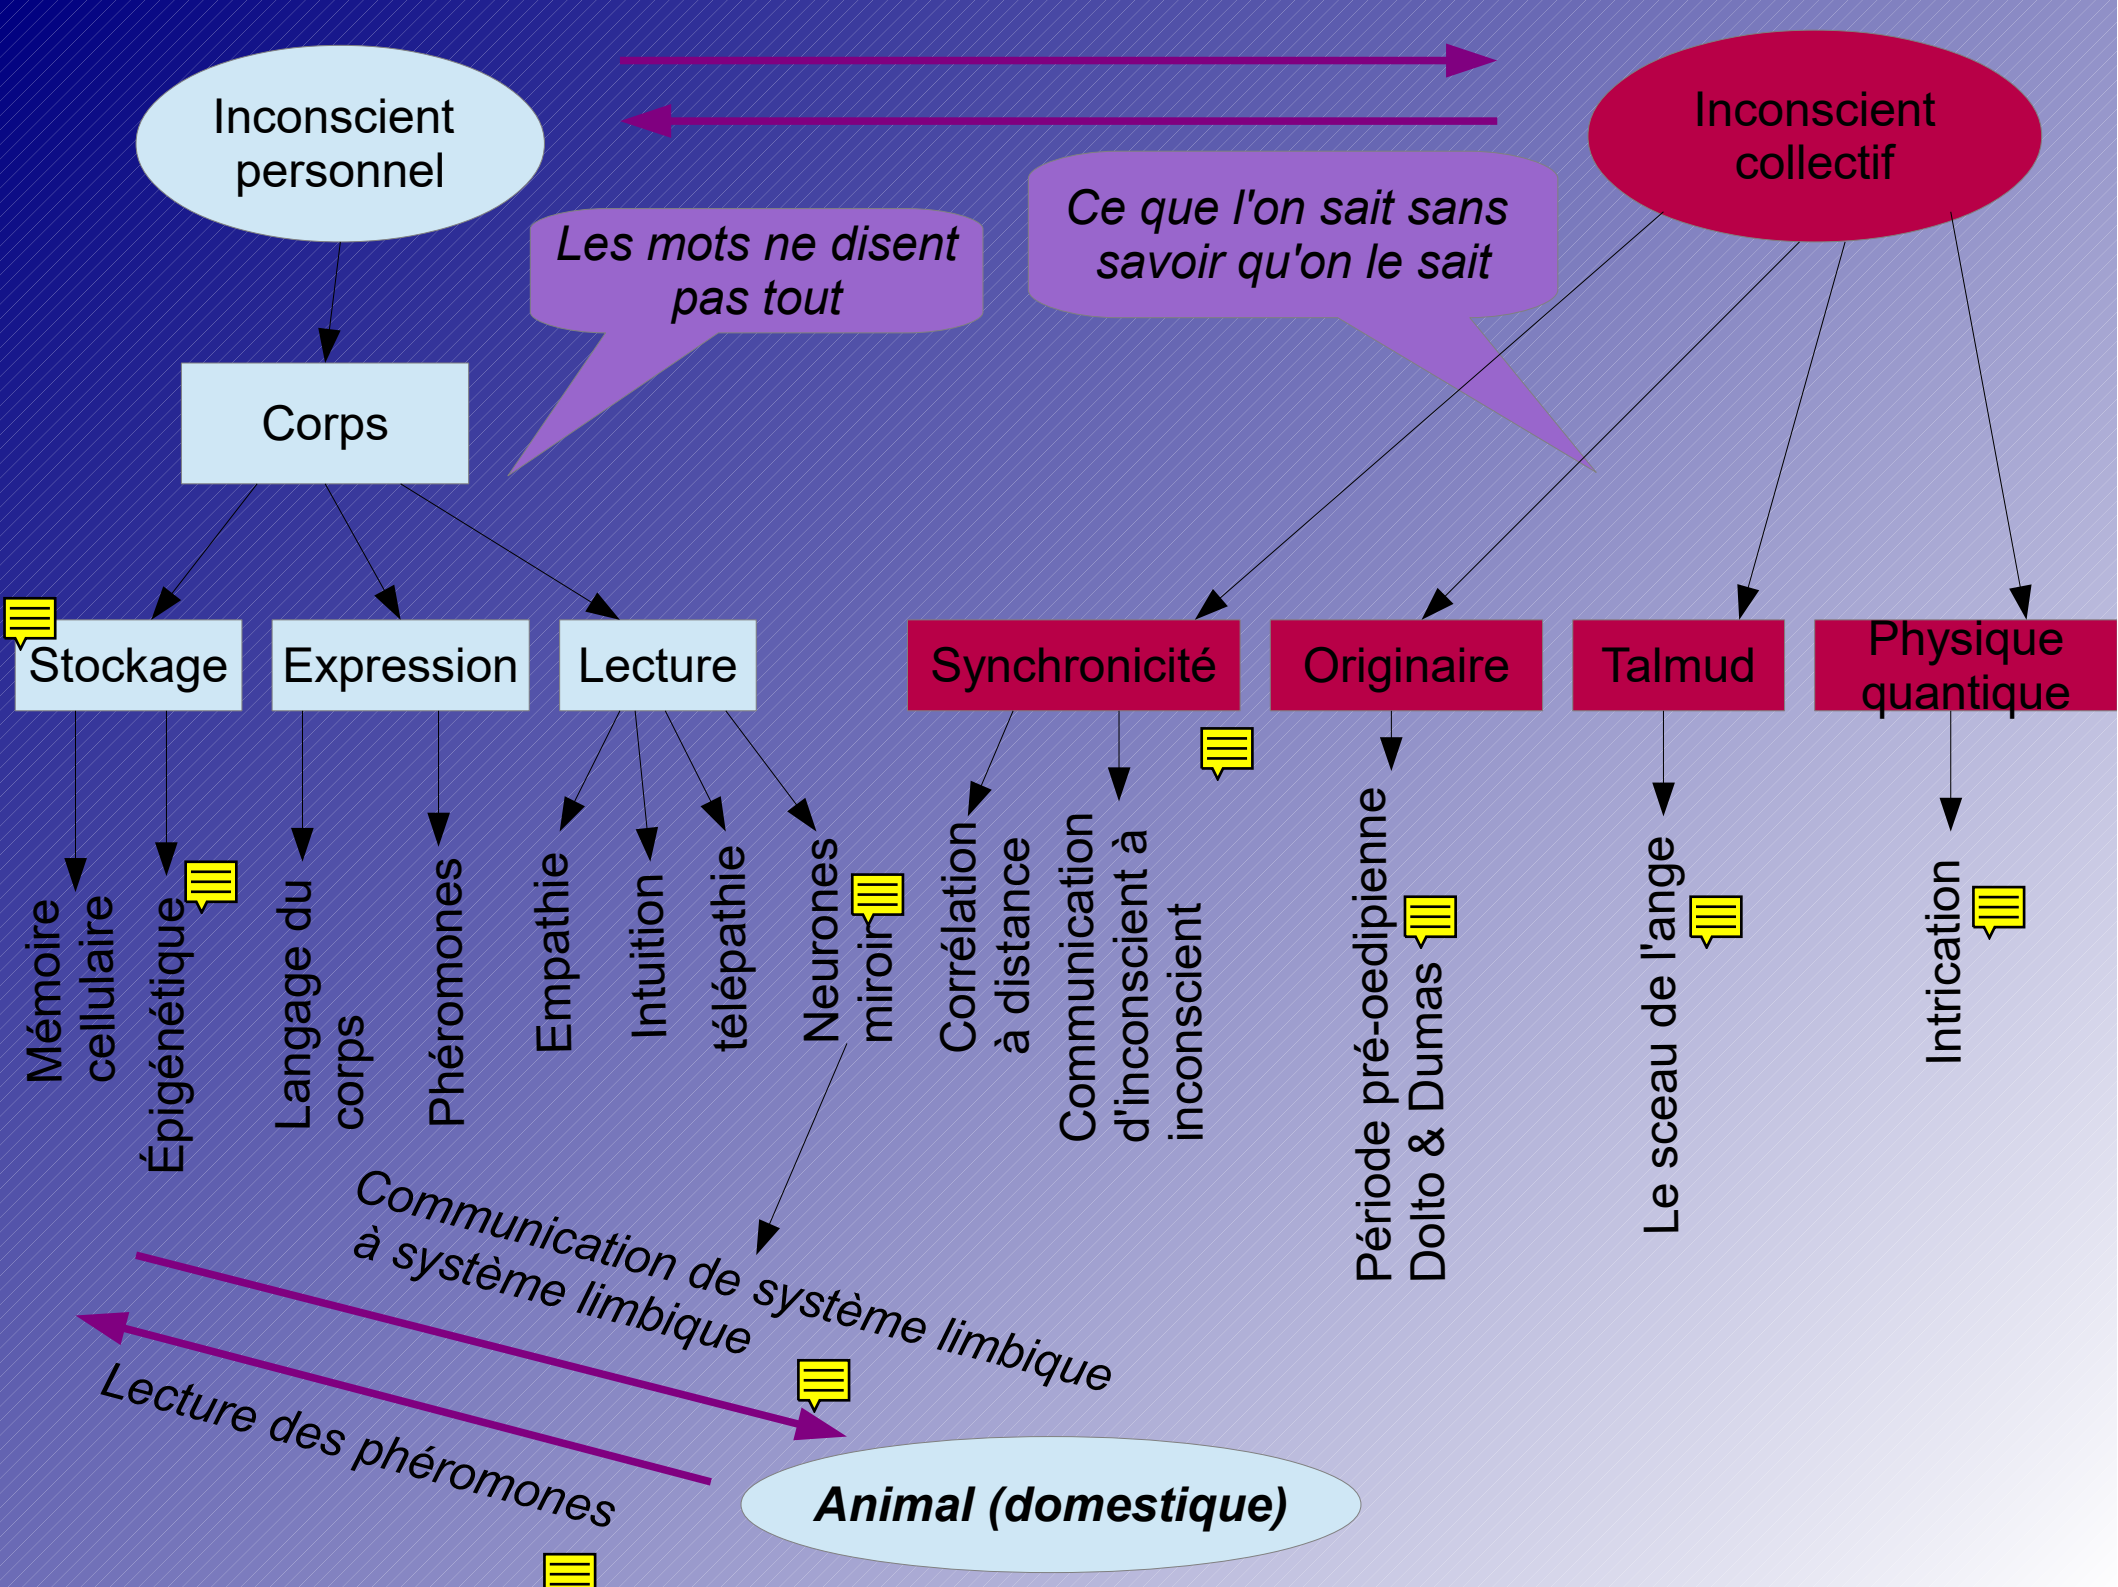 Inconscient
personnel
Inconscient
collectif
Les mots ne disent
pas tout
Ce que l'on sait sans
savoir qu'on le sait
Corps
Stockage
Expression
Lecture
Synchronicité
Originaire
Talmud
Physique
quantique
Mémoire
cellulaire
Épigénétique
Langage du
corps
Phéromones
Empathie
Intuition
télépathie
Neurones
miroir
Corrélation
à distance
Communication
d'inconscient à
inconscient
Période pré-oedipienne
Dolto & Dumas
Le sceau de l'ange
Intrication
Communication de système limbique
à système limbique
Lecture des phéromones
Animal (domestique)